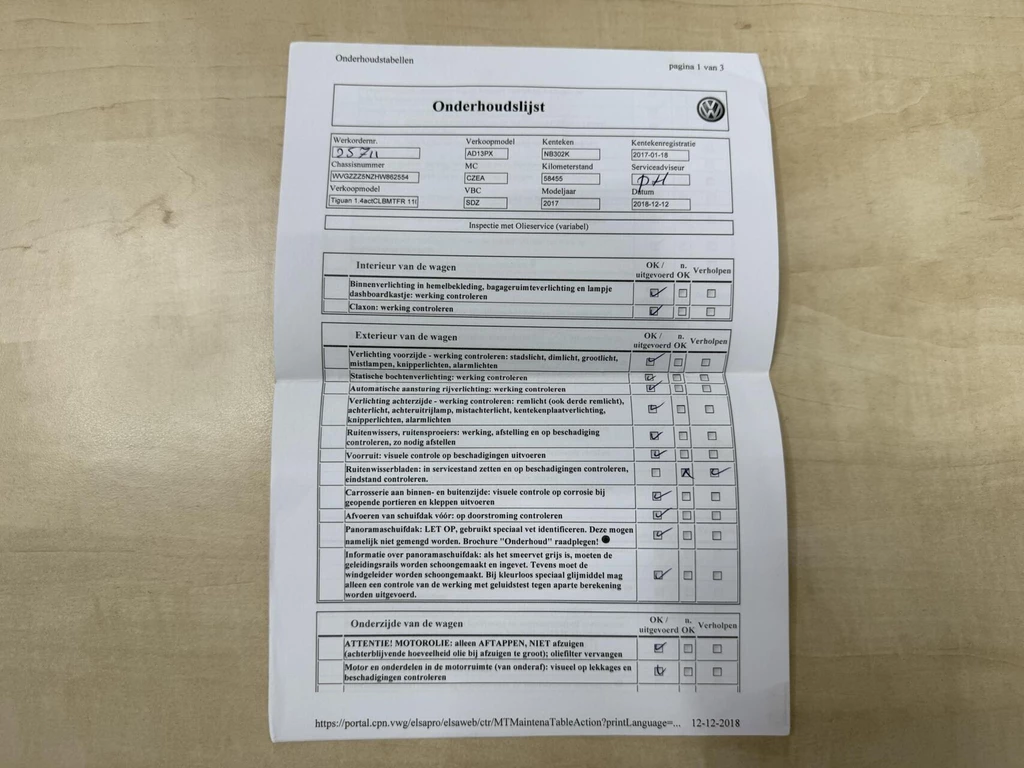 Onderhoudstabellen
pagina 1 van 3
Onderhoudslijst
Werkordernr. Verkoopmodel Kenteken Kentekenregistratie
25711 AD13PX NB302K 2017-01-18
Chassisnummer MC Kilometerstand Serviceadviseur
WVGZZZ5NZHW862554 CZEA 58455 PH
Verkoopmodel VBC Modeljaar Datum
Tiguan 1.4actCLBMTFR 110 SDZ 2017 2018-12-12
Inspectie met Olieservice (variabel)
Interieur van de wagen OK / uitgevoerd n. OK Verholpen
Binnenverlichting in hemelbekleding, bagageruimteverlichting en lampje
dashboardkastje: werking controleren
Claxon: werking controleren
Exterieur van de wagen OK / uitgevoerd n. OK Verholpen
Verlichting voorzijde - werking controleren: stadslicht, dimlicht, grootlicht,
mistlampen, knipperlichten, alarmlichten
Statische bochtenverlichting: werking controleren
Automatische aansturing rijverlichting: werking controleren
Verlichting achterzijde - werking controleren: remlicht (ook derde remlicht),
achterlicht, achteruitrijlamp, mistachterlicht, kentekenplaatverlichting,
knipperlichten, alarmlichten
Ruitenwissers, ruitensproeiers: werking, afstelling en op beschadiging
controleren, zo nodig afstellen
Voorruit: visuele controle op beschadigingen uitvoeren
Ruitenwisserbladen: in servicestand zetten en op beschadigingen controleren,
eindstand controleren.
Carrosserie aan binnen- en buitenzijde: visuele controle op corrosie bij
geopende portieren en kleppen uitvoeren
Afvoeren van schuifdak vóór: op doorstroming controleren
Panoramaschuifdak: LET OP, gebruikt speciaal vet identificeren. Deze mogen
namelijk niet gemengd worden. Brochure "Onderhoud" raadplegen!
Informatie over panoramaschuifdak: als het smeervet grijs is, moeten de
geleidingsrails worden schoongemaakt en ingevet. Tevens moet de
windgeleider worden schoongemaakt. Bij kleurloos speciaal glijmiddel mag
alleen een controle van de werking met geluidstest tegen aparte berekening
worden uitgevoerd.
Onderzijde van de wagen OK / uitgevoerd n. OK Verholpen
ATTENTIE! MOTOROLIE: alleen AFTAPPEN, NIET afzuigen
(achterblijvende hoeveelheid olie bij afzuigen te groot); oliefilter vervangen
Motor en onderdelen in de motorruimte (van onderaf): visueel op lekkages en
beschadigingen controleren
https://portal.cpn.vwg/elsapro/elsaweb/ctr/MTMaintenaTableAction?printLanguage=... 12-12-2018